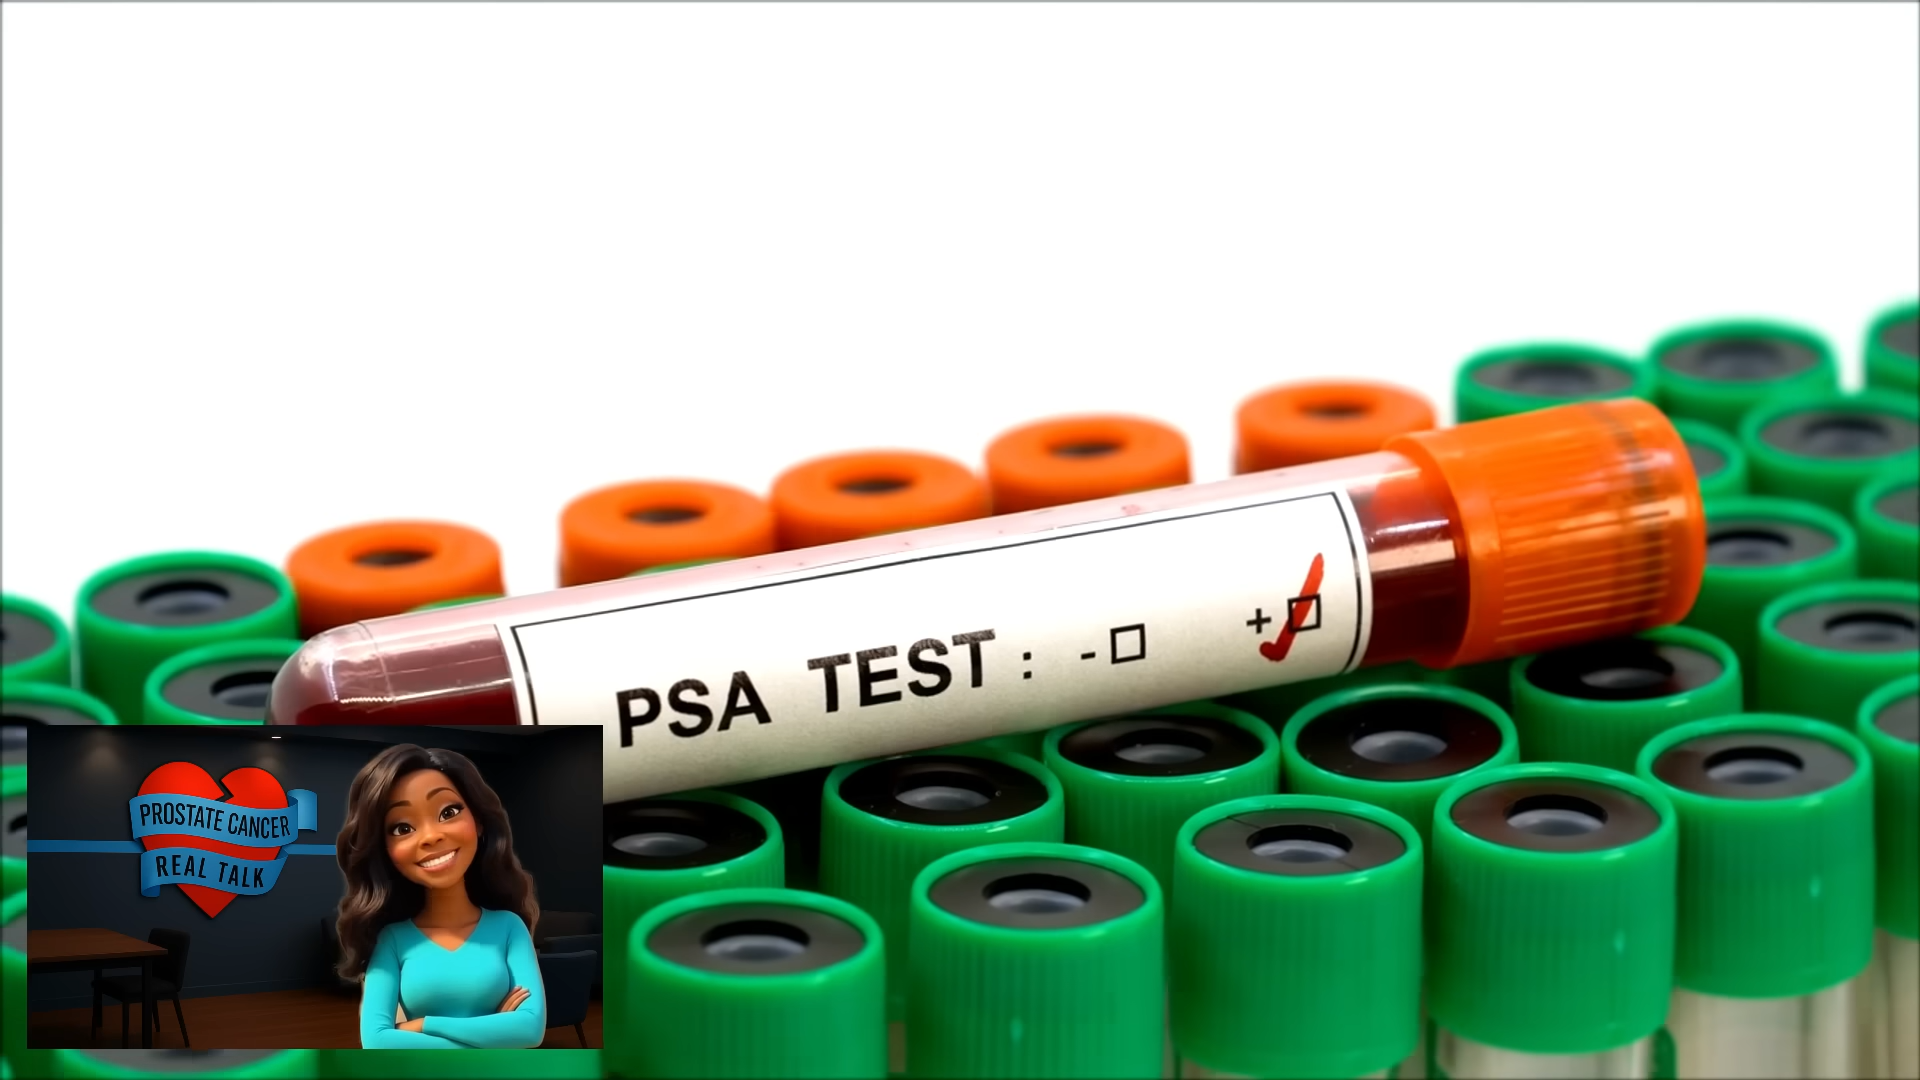 PSA TEST : - ☐ + ☐
PROSTATE CANCER
REAL TALK